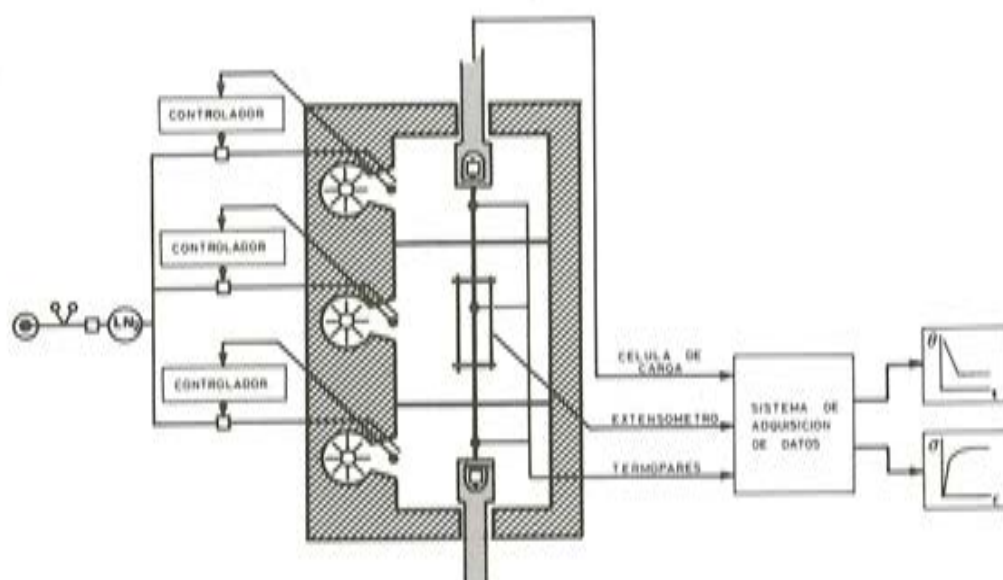 CONTROLADOR
CONTROLADOR
CONTROLADOR
LN2
CELULA DE
CARGA
EXTENSOMETRO
TERMOPARES
SISTEMA DE
ADQUISICION
DE DATOS
θ
t
σ
t